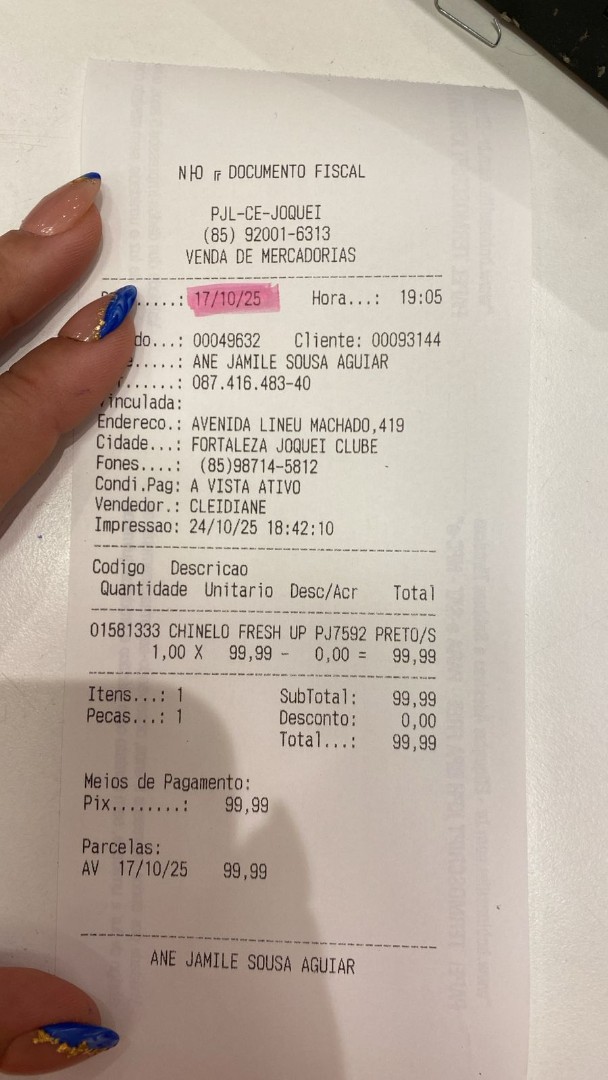 DOCUMENTO FISCAL
PJL-CE-JOQUEI
(85) 92001-6313
VENDA DE MERCADORIAS
.....: 17/10/25 Hora...: 19:05
do...: 00049632 Cliente: 00093144
.....: ANE JAMILE SOUSA AGUIAR
......: 087.416.483-40
Vinculada:
Endereco.: AVENIDA LINEU MACHADO,419
Cidade...: FORTALEZA JOQUEI CLUBE
Fones....: (85)98714-5812
Condi.Pag: A VISTA ATIVO
Vendedor.: CLEIDIANE
Impressao: 24/10/25 18:42:10
Codigo Descricao
Quantidade Unitario Desc/Acr Total
01581333 CHINELO FRESH UP PJ7592 PRETO/S
1,00 X 99,99 - 0,00 = 99,99
Itens...: 1 SubTotal: 99,99
Pecas...: 1 Desconto: 0,00
Total...: 99,99
Meios de Pagamento:
Pix........: 99,99
Parcelas:
AV 17/10/25 99,99
ANE JAMILE SOUSA AGUIAR